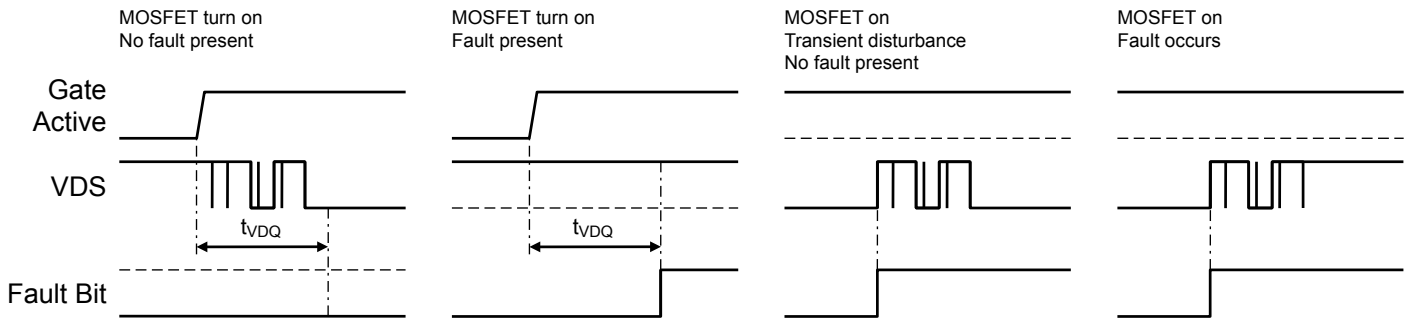 MOSFET turn on
No fault present
MOSFET turn on
Fault present
MOSFET on
Transient disturbance
No fault present
MOSFET on
Fault occurs
Gate
Active
VDS
tVDQ
tVDQ
Fault Bit